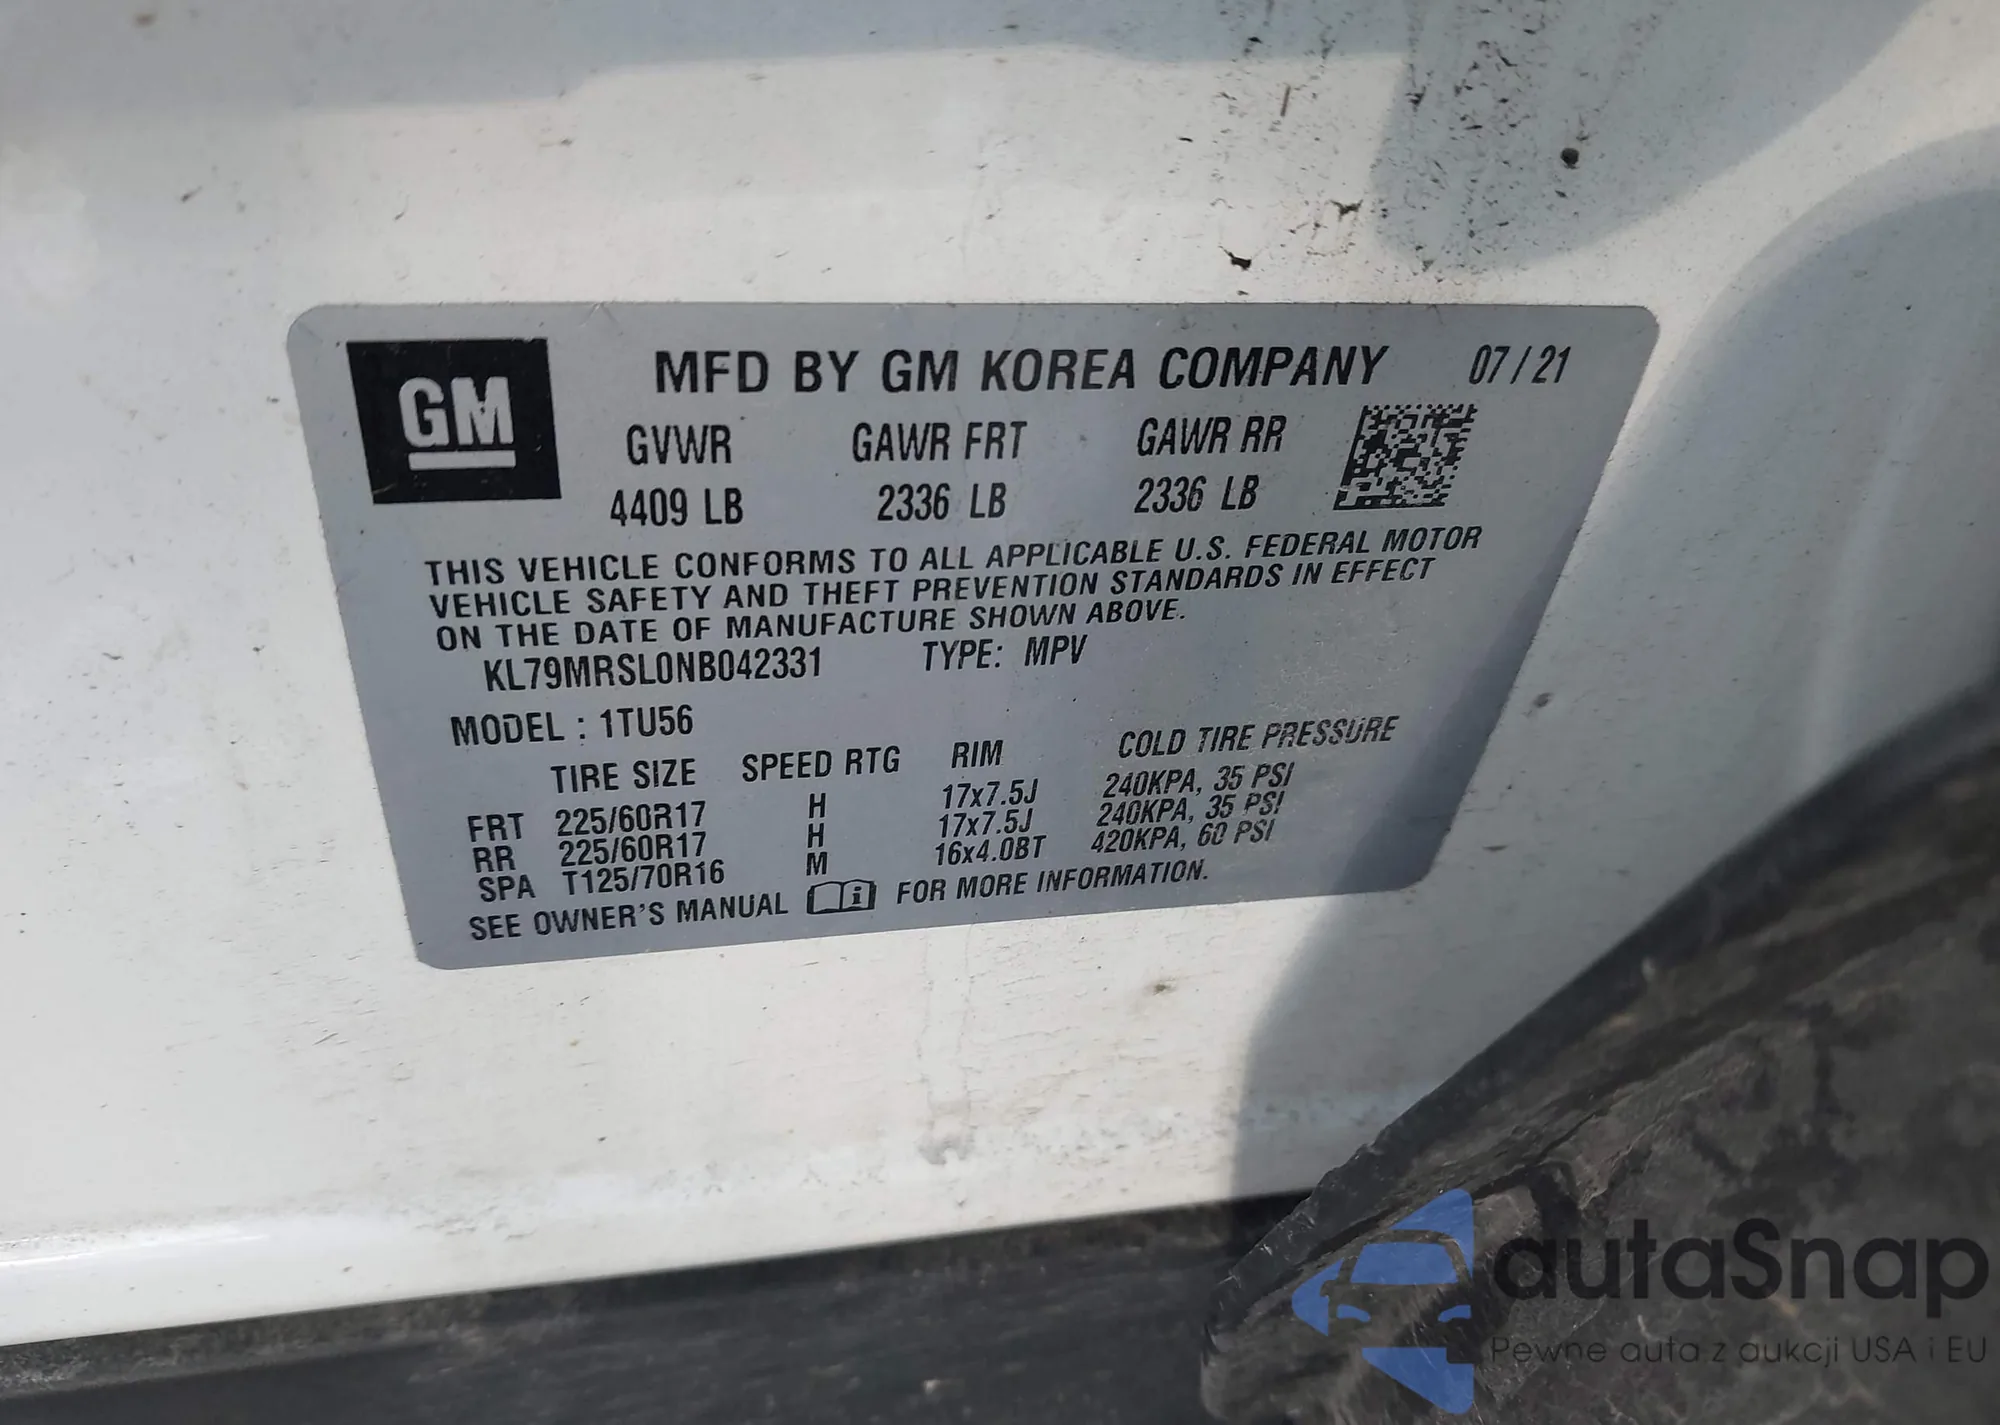 GM
MFD BY GM KOREA COMPANY 07/21
GVWR GAWR FRT GAWR RR
4409 LB 2336 LB 2336 LB
THIS VEHICLE CONFORMS TO ALL APPLICABLE U.S. FEDERAL MOTOR
VEHICLE SAFETY AND THEFT PREVENTION STANDARDS IN EFFECT
ON THE DATE OF MANUFACTURE SHOWN ABOVE.
KL79MRSL0NB042331 TYPE: MPV
MODEL : 1TU56
TIRE SIZE SPEED RTG RIM COLD TIRE PRESSURE
FRT 225/60R17 H 17x7.5J 240KPA, 35 PSI
RR 225/60R17 H 17x7.5J 240KPA, 35 PSI
SPA T125/70R16 M 16x4.0BT 420KPA, 60 PSI
SEE OWNER'S MANUAL i FOR MORE INFORMATION.
autaSnap
Pewne auta z aukcji USA i EU